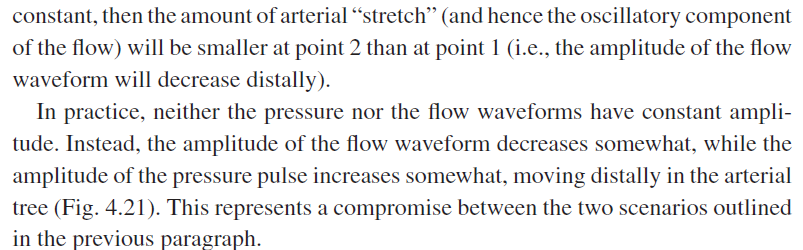 constant, then the amount of arterial “stretch” (and hence the oscillatory component
of the flow) will be smaller at point 2 than at point 1 (i.e., the amplitude of the flow
waveform will decrease distally).
In practice, neither the pressure nor the flow waveforms have constant ampli-
tude. Instead, the amplitude of the flow waveform decreases somewhat, while the
amplitude of the pressure pulse increases somewhat, moving distally in the arterial
tree (Fig. 4.21). This represents a compromise between the two scenarios outlined
in the previous paragraph.